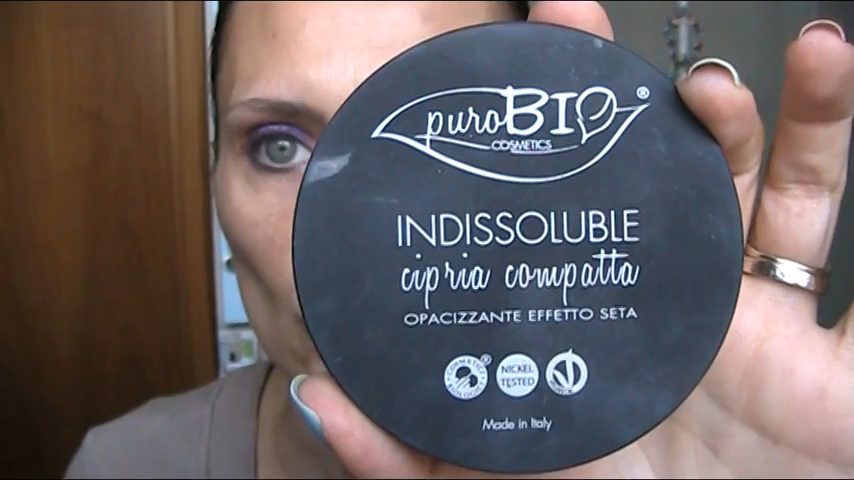 puroBIO®
COSMETICS
INDISSOLUBLE
cipria compatta
OPACIZZANTE EFFETTO SETA
NICKEL
TESTED
Made in Italy